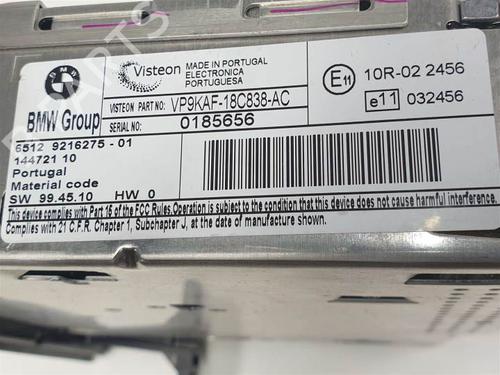 BMW
BMW Group
Visteon
MADE IN PORTUGAL
ELECTRONICA
PORTUGUESA
VISTEON PART NO: VP9KAF-18C838-AC
SERIAL NO: 0185656
E11 10R-02 2456
e11 032456
6512 9216275-01
144721 10
Portugal
Material code
SW 99.45.10 HW 0
This device complies with Part 15 of the FCC Rules.Operation is subject to the condition that this device does not cause harmful interference.
Complies with 21 C.F.R. Chapter 1, Subchapter J, at the date of manufacture shown.
PARTS